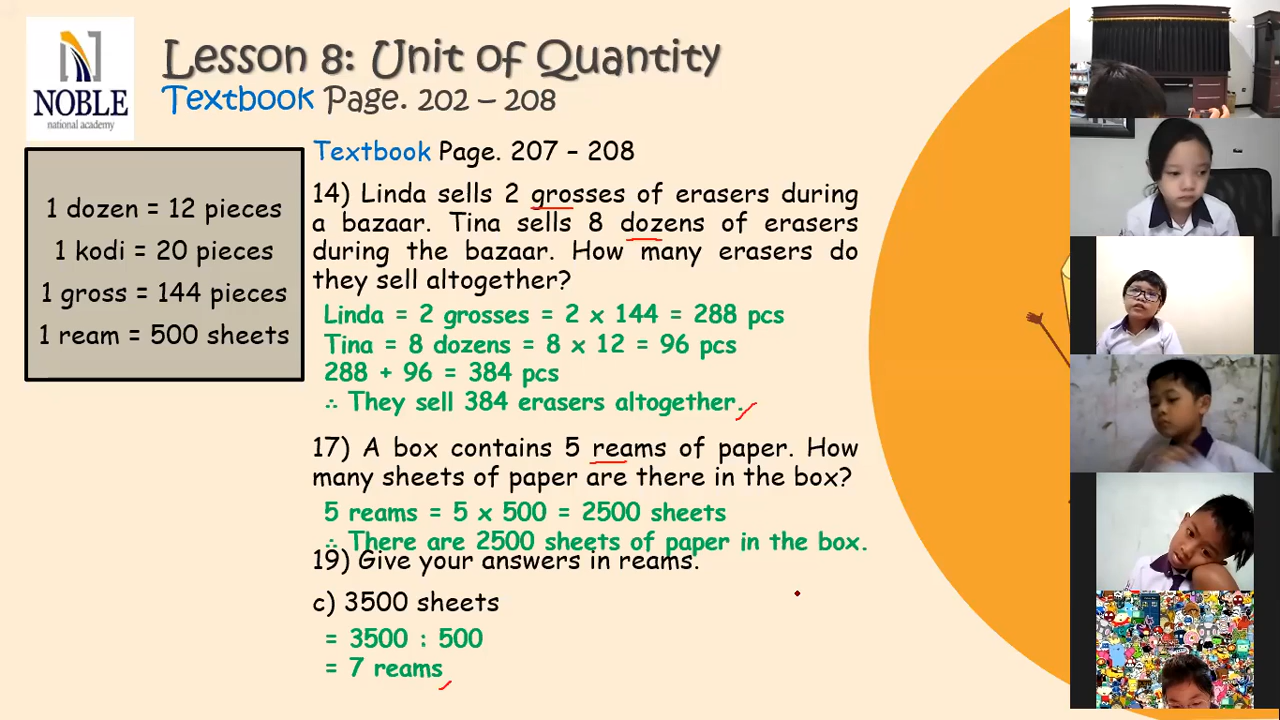 NOBLE
national academy
Lesson 8: Unit of Quantity
Textbook Page. 202 – 208
1 dozen = 12 pieces
1 kodi = 20 pieces
1 gross = 144 pieces
1 ream = 500 sheets
Textbook Page. 207 – 208
14) Linda sells 2 grosses of erasers during
a bazaar. Tina sells 8 dozens of erasers
during the bazaar. How many erasers do
they sell altogether?
Linda = 2 grosses = 2 x 144 = 288 pcs
Tina = 8 dozens = 8 x 12 = 96 pcs
288 + 96 = 384 pcs
∴ They sell 384 erasers altogether.
17) A box contains 5 reams of paper. How
many sheets of paper are there in the box?
5 reams = 5 x 500 = 2500 sheets
∴ There are 2500 sheets of paper in the box.
19) Give your answers in reams.
c) 3500 sheets
= 3500 : 500
= 7 reams